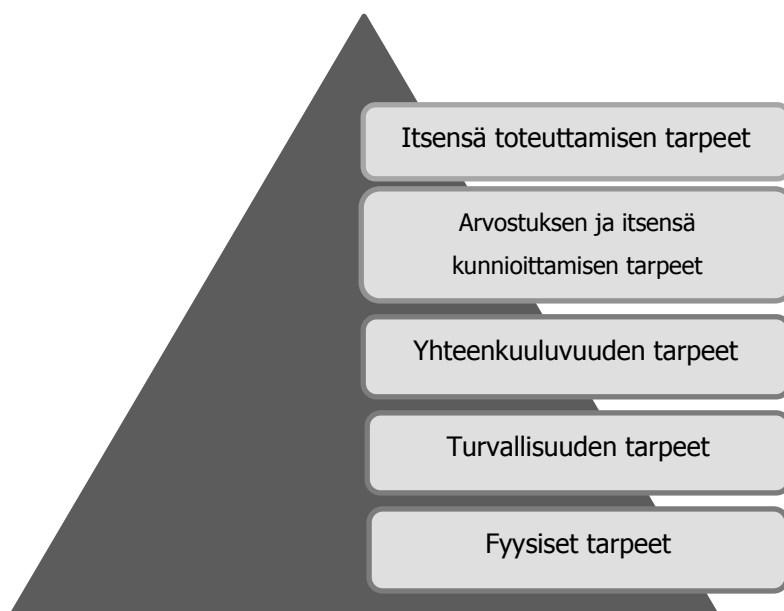 Itsensä toteuttamisen tarpeet
Arvostuksen ja itsensä
kunnioittamisen tarpeet
Yhteenkuuluvuuden tarpeet
Turvallisuuden tarpeet
Fyysiset tarpeet